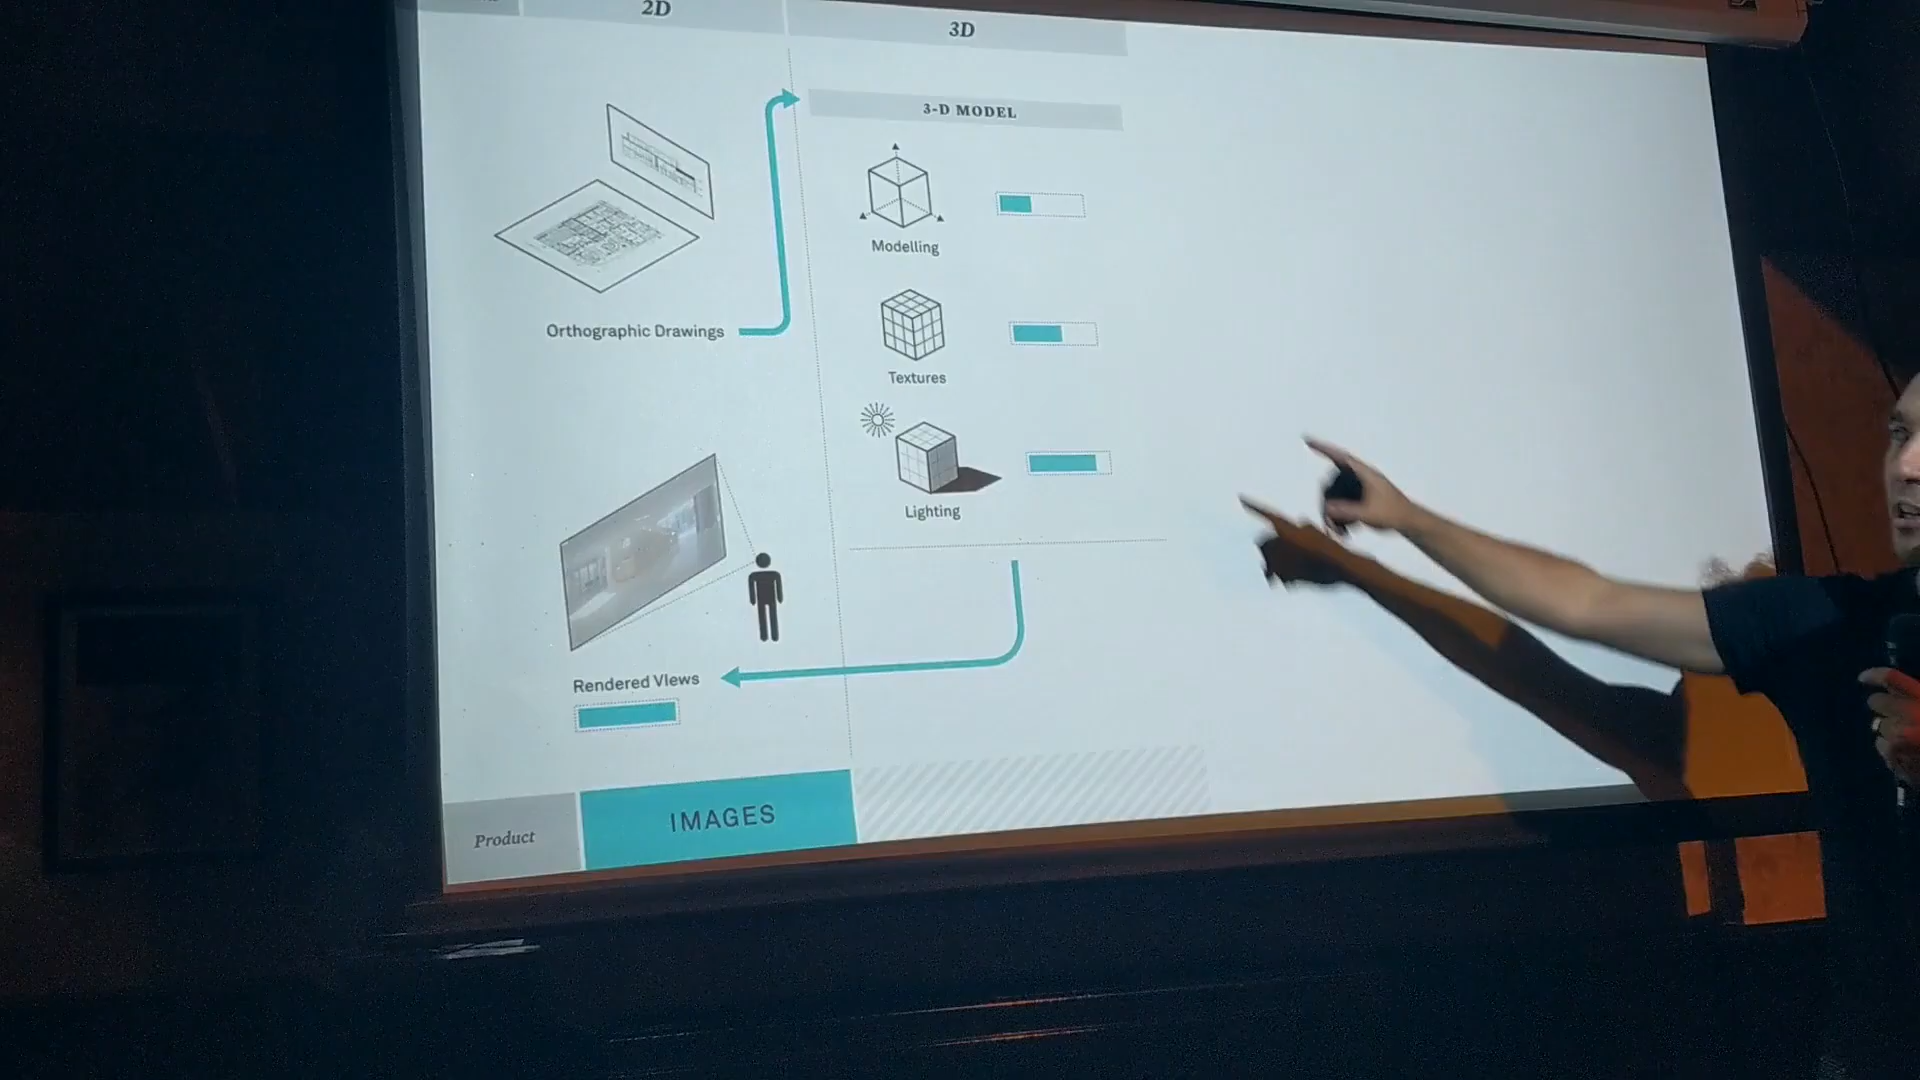 2D
3D
3-D MODEL
Modelling
Orthographic Drawings
Textures
Lighting
Rendered VIews
Product
IMAGES